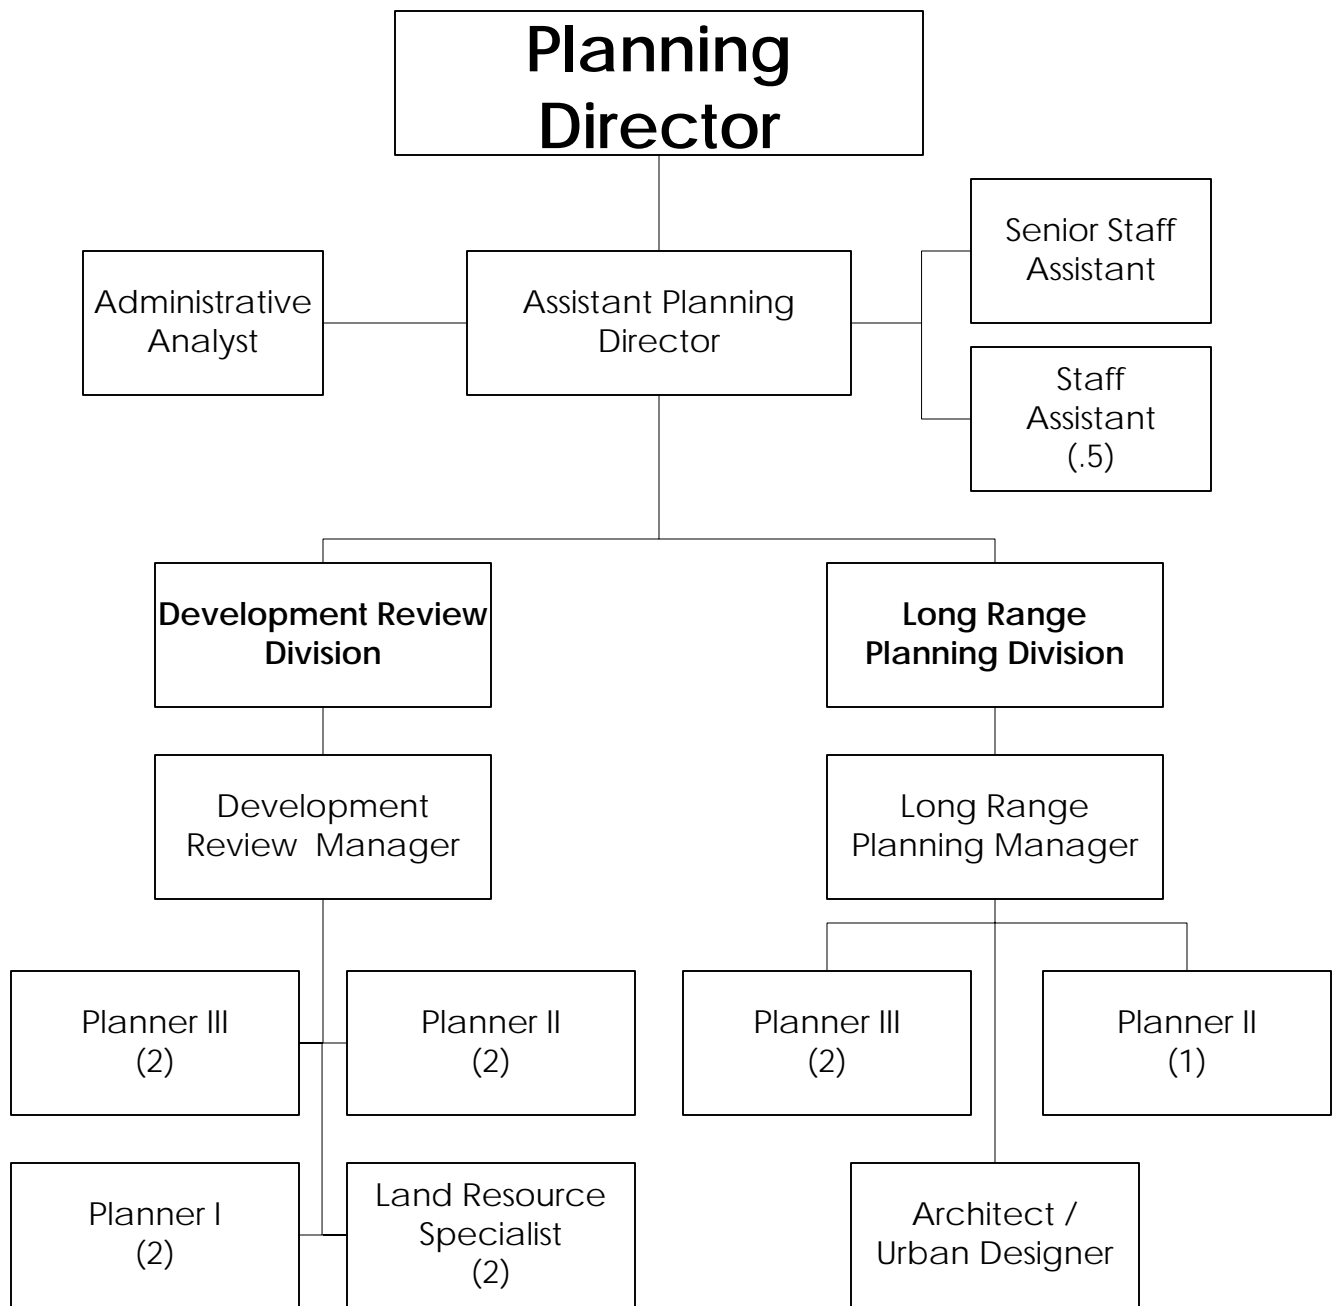 Planning
Director
Senior Staff
Assistant
Administrative
Analyst
Assistant Planning
Director
Staff
Assistant
(.5)
Development Review
Division
Long Range
Planning Division
Development
Review  Manager
Long Range
Planning Manager
Planner III
(2)
Planner II
(2)
Planner III
(2)
Planner II
(1)
Planner I
(2)
Land Resource
Specialist
(2)
Architect /
Urban Designer